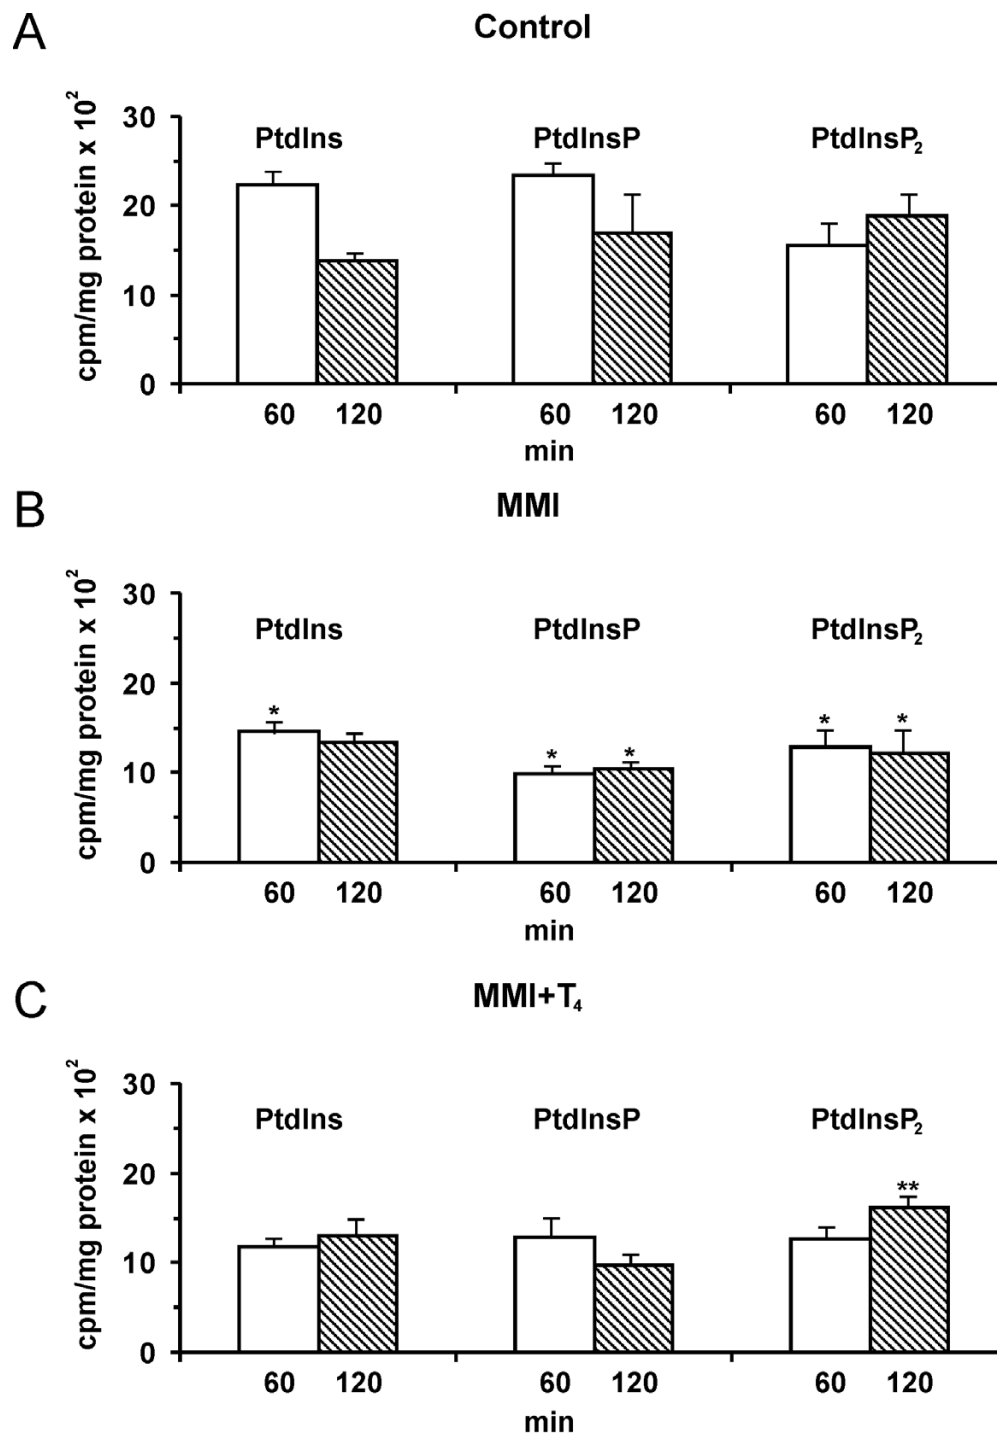 A
Control
cpm/mg protein x 10²
30
20
10
0
PtdIns
PtdInsP
PtdInsP₂
60 120 60 120 60 120
min
B
MMI
cpm/mg protein x 10²
30
20
10
0
PtdIns
PtdInsP
PtdInsP₂
*
*
*
*
*
60 120 60 120 60 120
min
C
MMI+T₄
cpm/mg protein x 10²
30
20
10
0
PtdIns
PtdInsP
PtdInsP₂
**
60 120 60 120 60 120
min